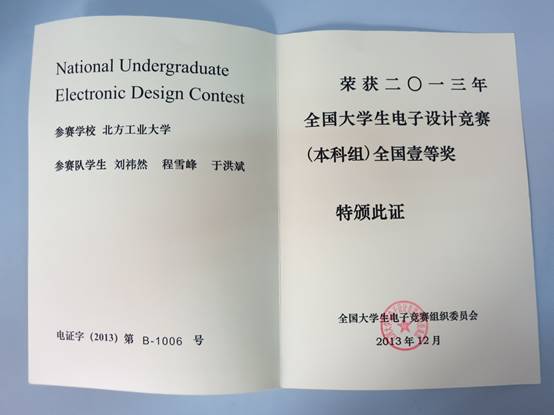 National Undergraduate
Electronic Design Contest
参赛学校 北方工业大学
参赛队学生 刘祎然 程雪峰 于洪斌
电证字(2013)第 B-1006 号
荣获二〇一三年
全国大学生电子设计竞赛
(本科组)全国壹等奖
特颁此证
全国大学生电子竞赛组织委员会
2013年12月